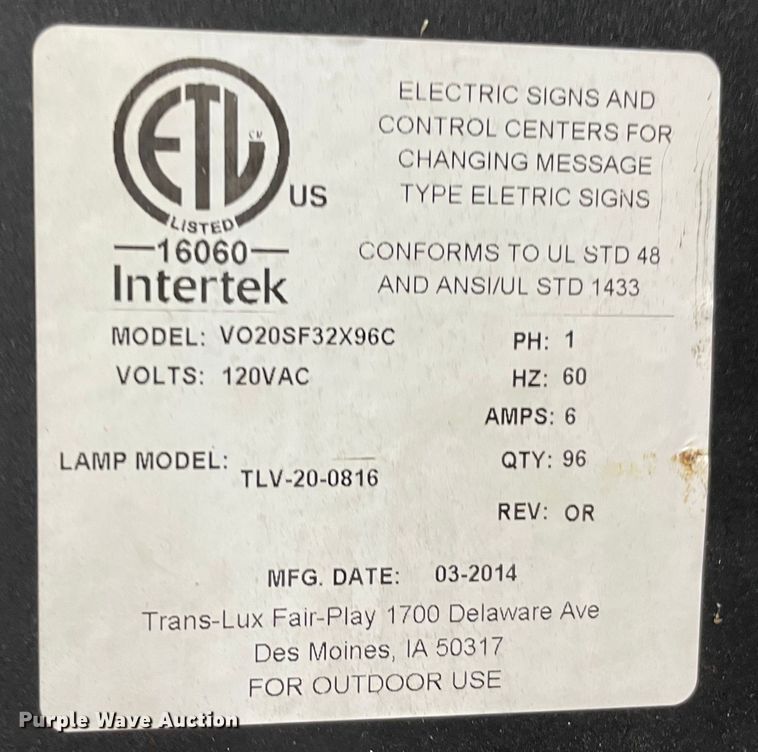 ETL CM
US
LISTED
16060
Intertek
ELECTRIC SIGNS AND
CONTROL CENTERS FOR
CHANGING MESSAGE
TYPE ELETRIC SIGNS
CONFORMS TO UL STD 48
AND ANSI/UL STD 1433
MODEL: VO20SF32X96C
PH: 1
VOLTS: 120VAC
HZ: 60
AMPS: 6
LAMP MODEL: TLV-20-0816
QTY: 96
REV: OR
MFG. DATE: 03-2014
Trans-Lux Fair-Play 1700 Delaware Ave
Des Moines, IA 50317
FOR OUTDOOR USE
Purple Wave Auction